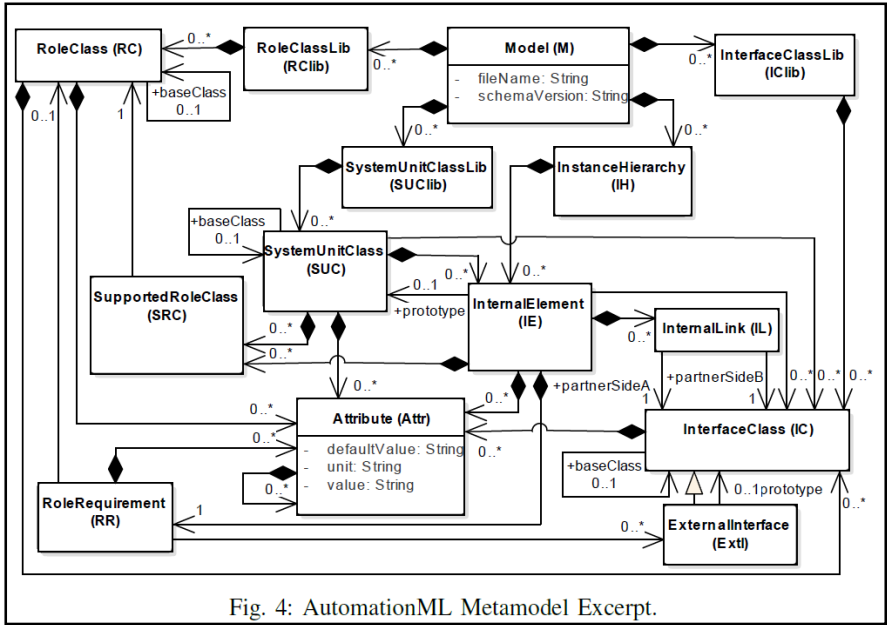 RoleClass (RC)
0..*
RoleClassLib
(RClib)
0..*
Model (M)
- fileName: String
- schemaVersion: String
0..*
InterfaceClassLib
(IClib)
+baseClass
0..1
0..1
1
0..*
0..*
SystemUnitClassLib
(SUClib)
InstanceHierarchy
(IH)
+baseClass
0..1
0..*
SystemUnitClass
(SUC)
0..*
0..*
0..1
+prototype
SupportedRoleClass
(SRC)
0..*
0..*
InternalElement
(IE)
0..*
InternalLink (IL)
+partnerSideA
1
+partnerSideB
1
0..*
0..*
0..*
0..*
0..*
0..*
Attribute (Attr)
- defaultValue: String
- unit: String
- value: String
0..*
0..*
0..*
InterfaceClass (IC)
+baseClass
0..1
0..1prototype
0..*
RoleRequirement
(RR)
1
0..*
ExternalInterface
(ExtI)
Fig. 4: AutomationML Metamodel Excerpt.